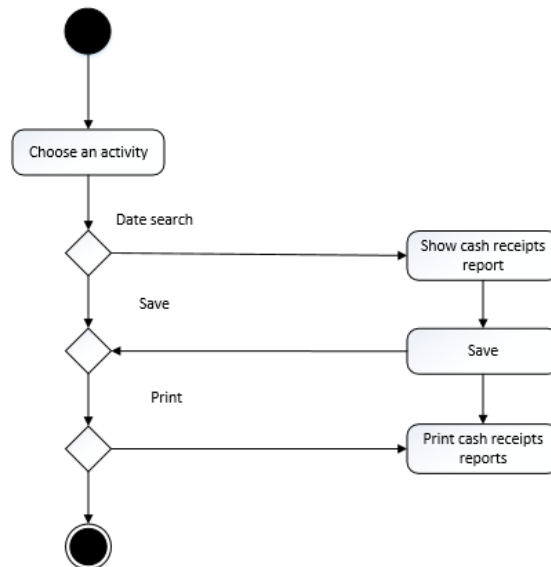 Choose an activity
Date search
Show cash receipts
report
Save
Save
Print
Print cash receipts
reports